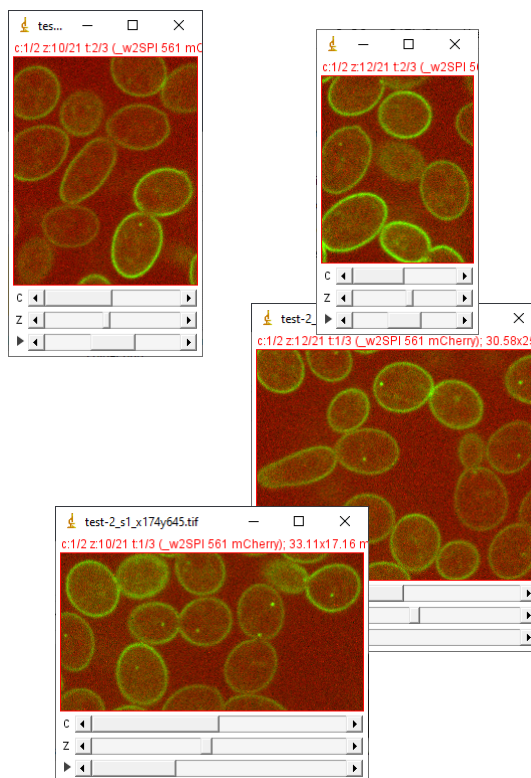 tes...
c:1/2 z:10/21 t:2/3 (_w2SPI 561 mC
c
z
c:1/2 z:12/21 t:2/3 (_w2SPI 5
c
z
test-2_
c:1/2 z:12/21 t:1/3 (_w2SPI 561 mCherry); 30.58x25
test-2_s1_x174y645.tif
c:1/2 z:10/21 t:1/3 (_w2SPI 561 mCherry); 33.11x17.16 m
c
z